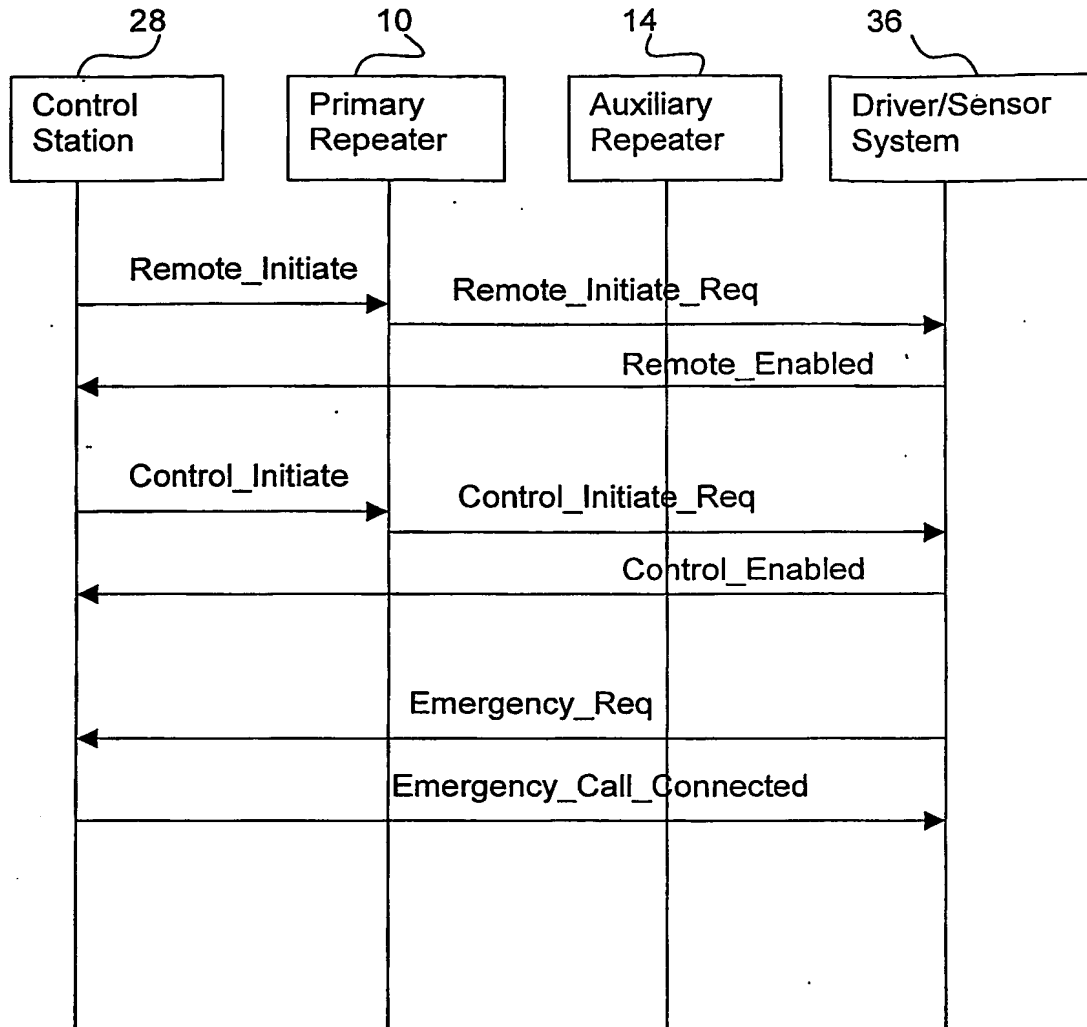 28
10
14
36
Control
Station
Primary
Repeater
Auxiliary
Repeater
Driver/Sensor
System
Remote_Initiate
Remote_Initiate_Req
Remote_Enabled
Control_Initiate
Control_Initiate_Req
Control_Enabled
Emergency_Req
Emergency_Call_Connected